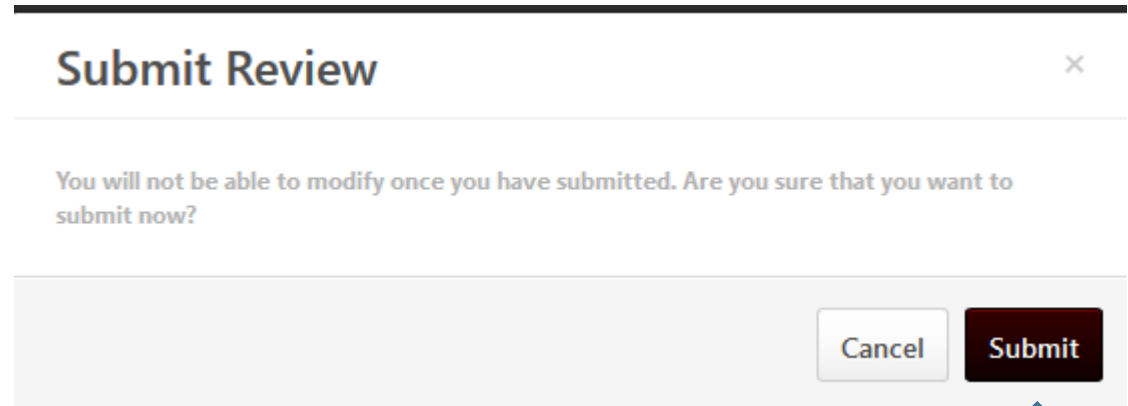 Submit Review
×
You will not be able to modify once you have submitted. Are you sure that you want to
submit now?
Cancel
Submit